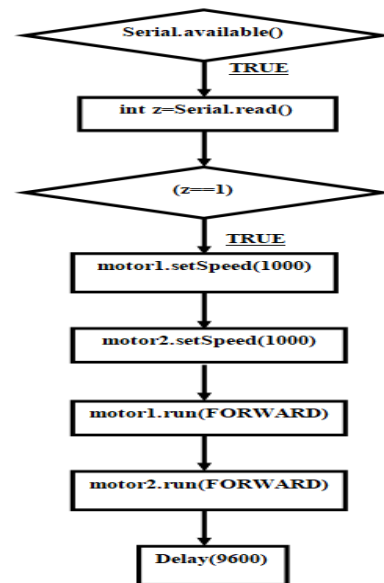 Serial.available()
TRUE
int z=Serial.read()
(z==1)
TRUE
motor1.setSpeed(1000)
motor2.setSpeed(1000)
motor1.run(FORWARD)
motor2.run(FORWARD)
Delay(9600)